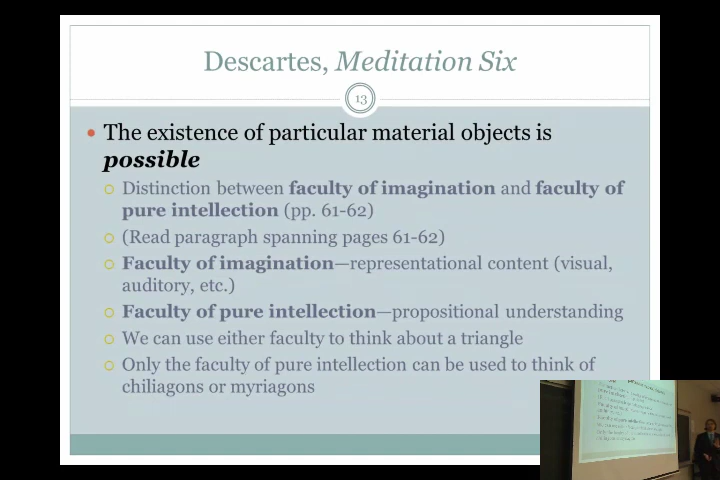 Descartes, Meditation Six
13
The existence of particular material objects is
possible
Distinction between faculty of imagination and faculty of
pure intellection (pp. 61-62)
(Read paragraph spanning pages 61-62)
Faculty of imagination—representational content (visual,
auditory, etc.)
Faculty of pure intellection—propositional understanding
We can use either faculty to think about a triangle
Only the faculty of pure intellection can be used to think of
chiliagons or myriagons